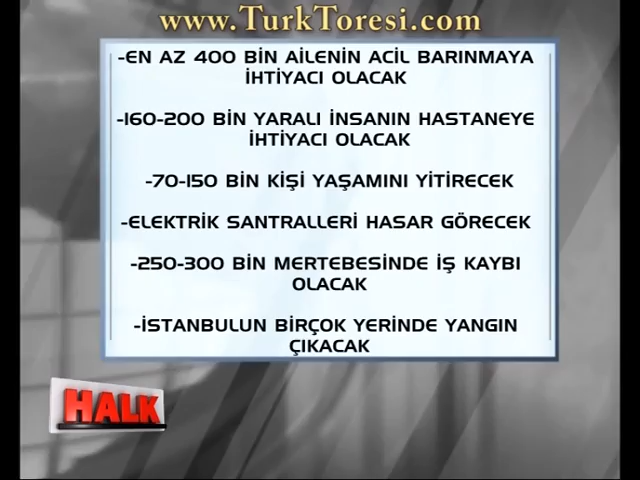 www.TurkToresi.com
-EN AZ 400 BİN AİLENİN ACİL BARINMAYA
İHTİYACI OLACAK
-160-200 BİN YARALI İNSANIN HASTANEYE
İHTİYACI OLACAK
-70-150 BİN KİŞİ YAŞAMINI YİTİRECEK
-ELEKTRİK SANTRALLERİ HASAR GÖRECEK
-250-300 BİN MERTEBESİNDE İŞ KAYBI
OLACAK
-İSTANBULUN BİRÇOK YERİNDE YANGIN
ÇIKACAK
HALK